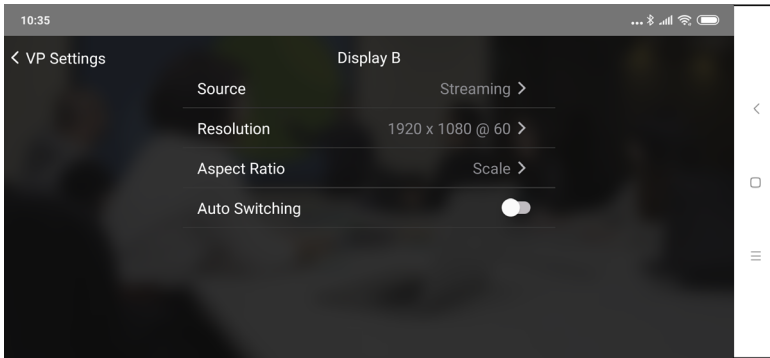 10:35
VP Settings
Display B
Source Streaming
Resolution 1920 x 1080 @ 60
Aspect Ratio Scale
Auto Switching